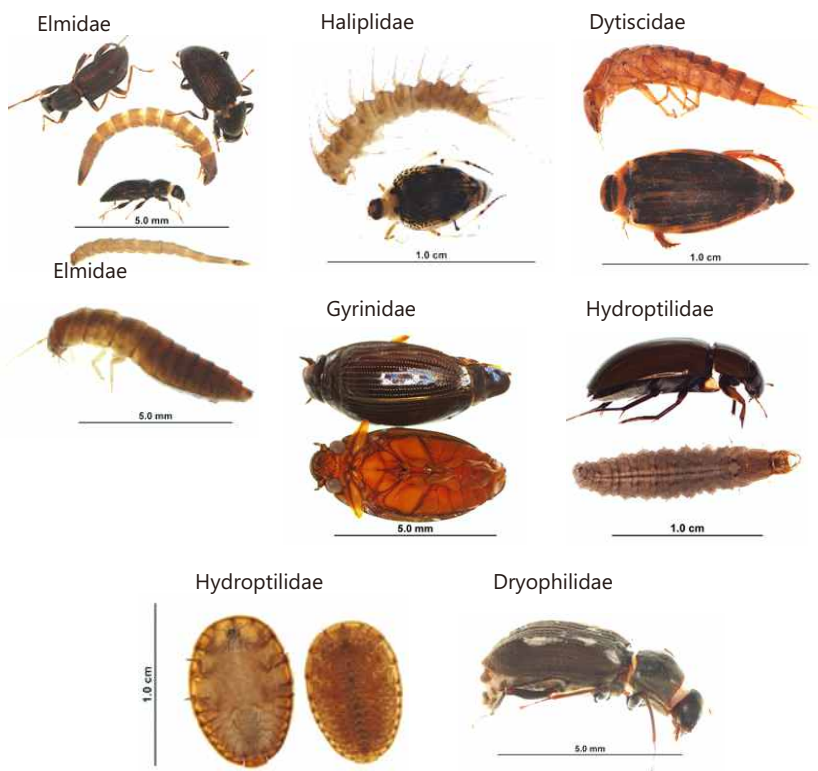 Elmidae
Haliplidae
Dytiscidae
5.0 mm
1.0 cm
1.0 cm
Elmidae
5.0 mm
Gyrinidae
Hydroptilidae
5.0 mm
1.0 cm
Hydroptilidae
Dryophilidae
1.0 cm
5.0 mm